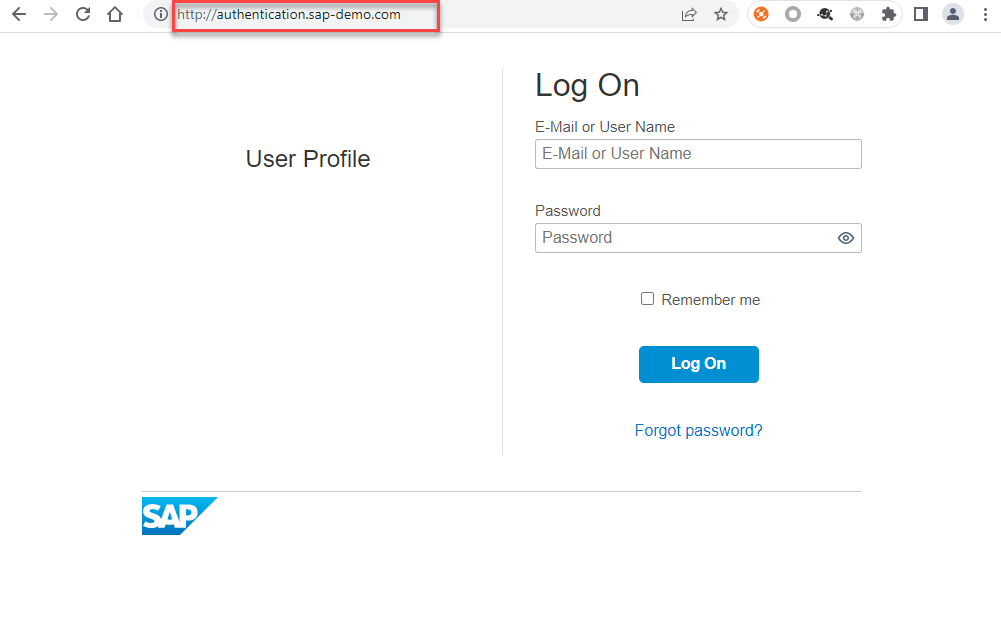 http://authentication.sap-demo.com
Log On
E-Mail or User Name
E-Mail or User Name
User Profile
Password
Password
Remember me
Log On
Forgot password?
SAP